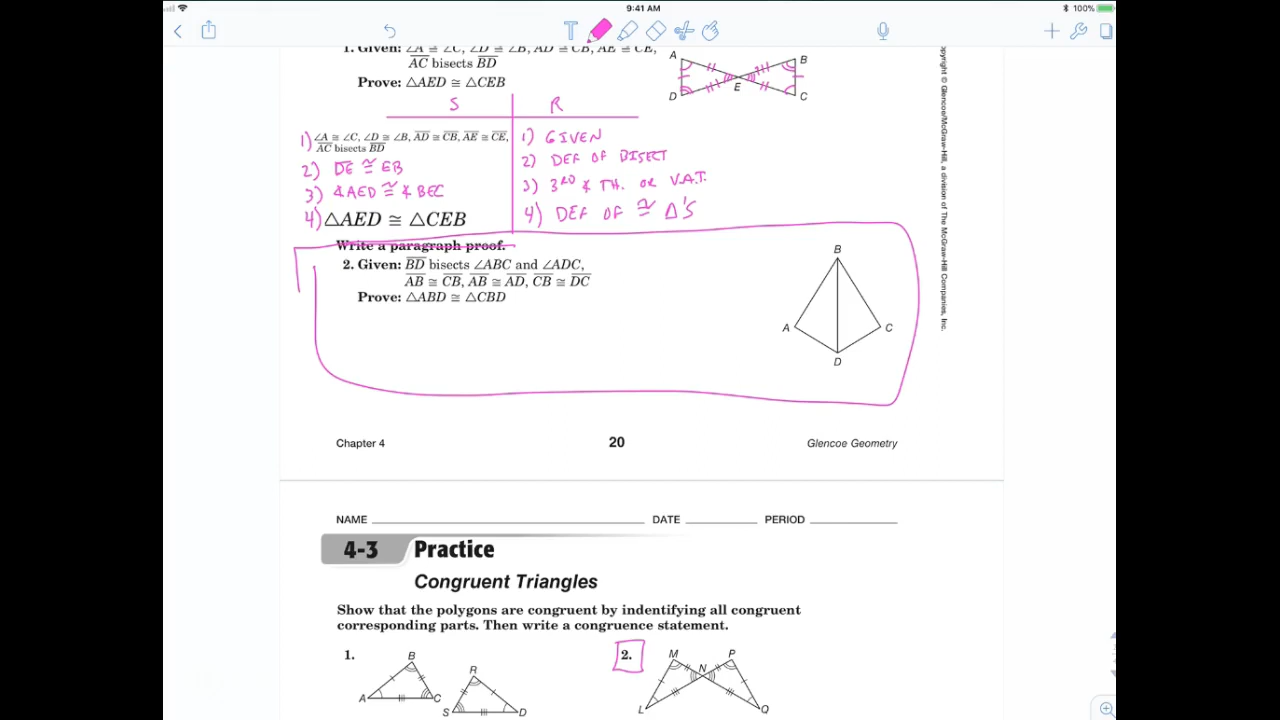 9:41 AM
100%
1. Given: ∠A ≅ ∠C, ∠D ≅ ∠B, AD ≅ CB, AE ≅ CE,
AC bisects BD
Prove: △AED ≅ △CEB
A
B
E
D
C
S R
1) ∠A ≅ ∠C, ∠D ≅ ∠B, AD ≅ CB, AE ≅ CE,
AC bisects BD
1) GIVEN
2) DE ≅ EB
2) DEF OF BISECT
3) ∡AED ≅ ∡BEC
3) 3RD ∡ TH. OR V.A.T.
4) △AED ≅ △CEB
4) DEF OF ≅ △'S
Write a paragraph proof.
2. Given: BD bisects ∠ABC and ∠ADC,
AB ≅ CB, AB ≅ AD, CB ≅ DC
Prove: △ABD ≅ △CBD
B
A
C
D
opyright © Glencoe/McGraw-Hill, a division of The McGraw-Hill Companies, Inc.
Chapter 4 20 Glencoe Geometry
NAME DATE PERIOD
4-3 Practice
Congruent Triangles
Show that the polygons are congruent by indentifying all congruent
corresponding parts. Then write a congruence statement.
1.
B
R
A
C
S
D
2.
M
P
N
L
Q